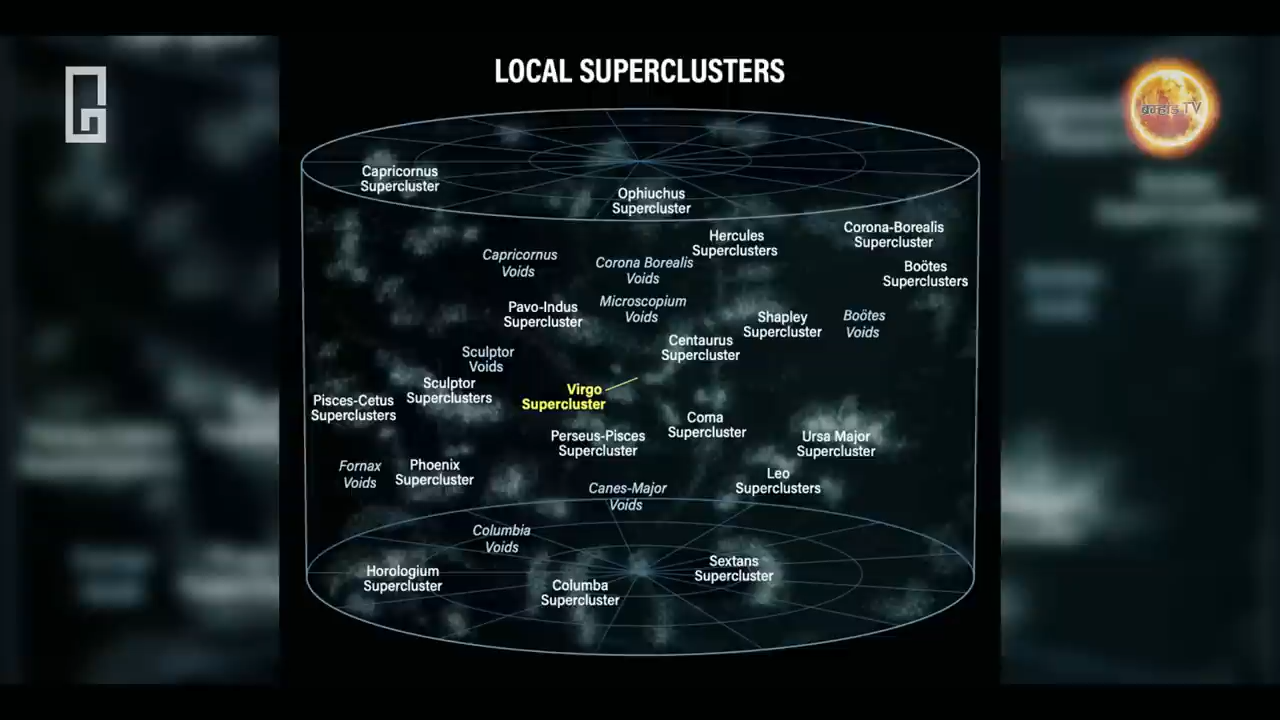 LOCAL SUPERCLUSTERS
ब्रम्हांड TV
Capricornus
Supercluster
Ophiuchus
Supercluster
Hercules
Superclusters
Corona-Borealis
Supercluster
Capricornus
Voids
Corona Borealis
Voids
Boötes
Superclusters
Pavo-Indus
Supercluster
Microscopium
Voids
Shapley
Supercluster
Boötes
Voids
Centaurus
Supercluster
Sculptor
Voids
Sculptor
Superclusters
Virgo
Supercluster
Pisces-Cetus
Superclusters
Coma
Supercluster
Perseus-Pisces
Supercluster
Ursa Major
Supercluster
Fornax
Voids
Phoenix
Supercluster
Leo
Superclusters
Canes-Major
Voids
Columbia
Voids
Horologium
Supercluster
Columba
Supercluster
Sextans
Supercluster